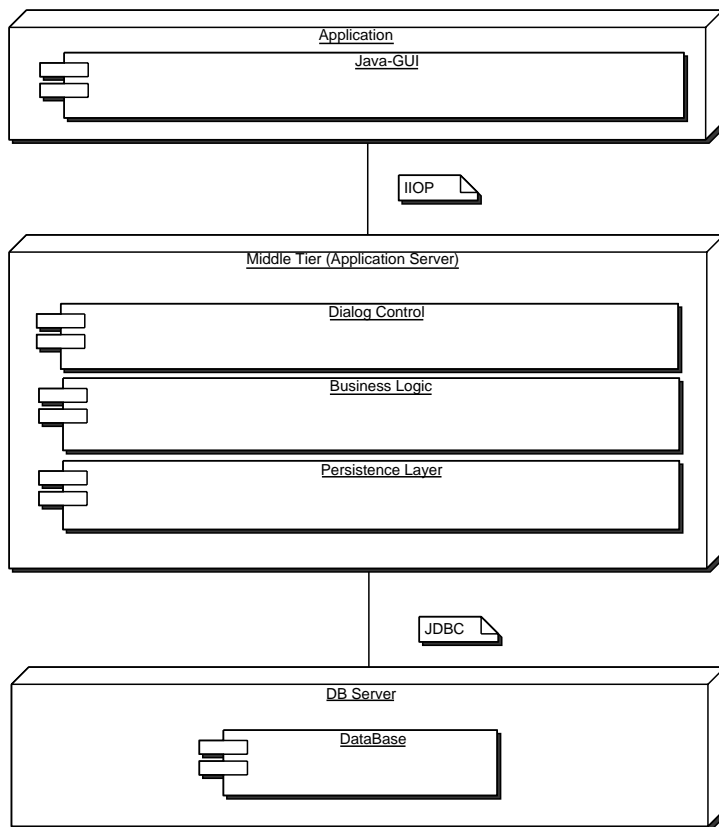 Application
Java-GUI
IIOP
Middle Tier (Application Server)
Dialog Control
Business Logic
Persistence Layer
JDBC
DB Server
DataBase